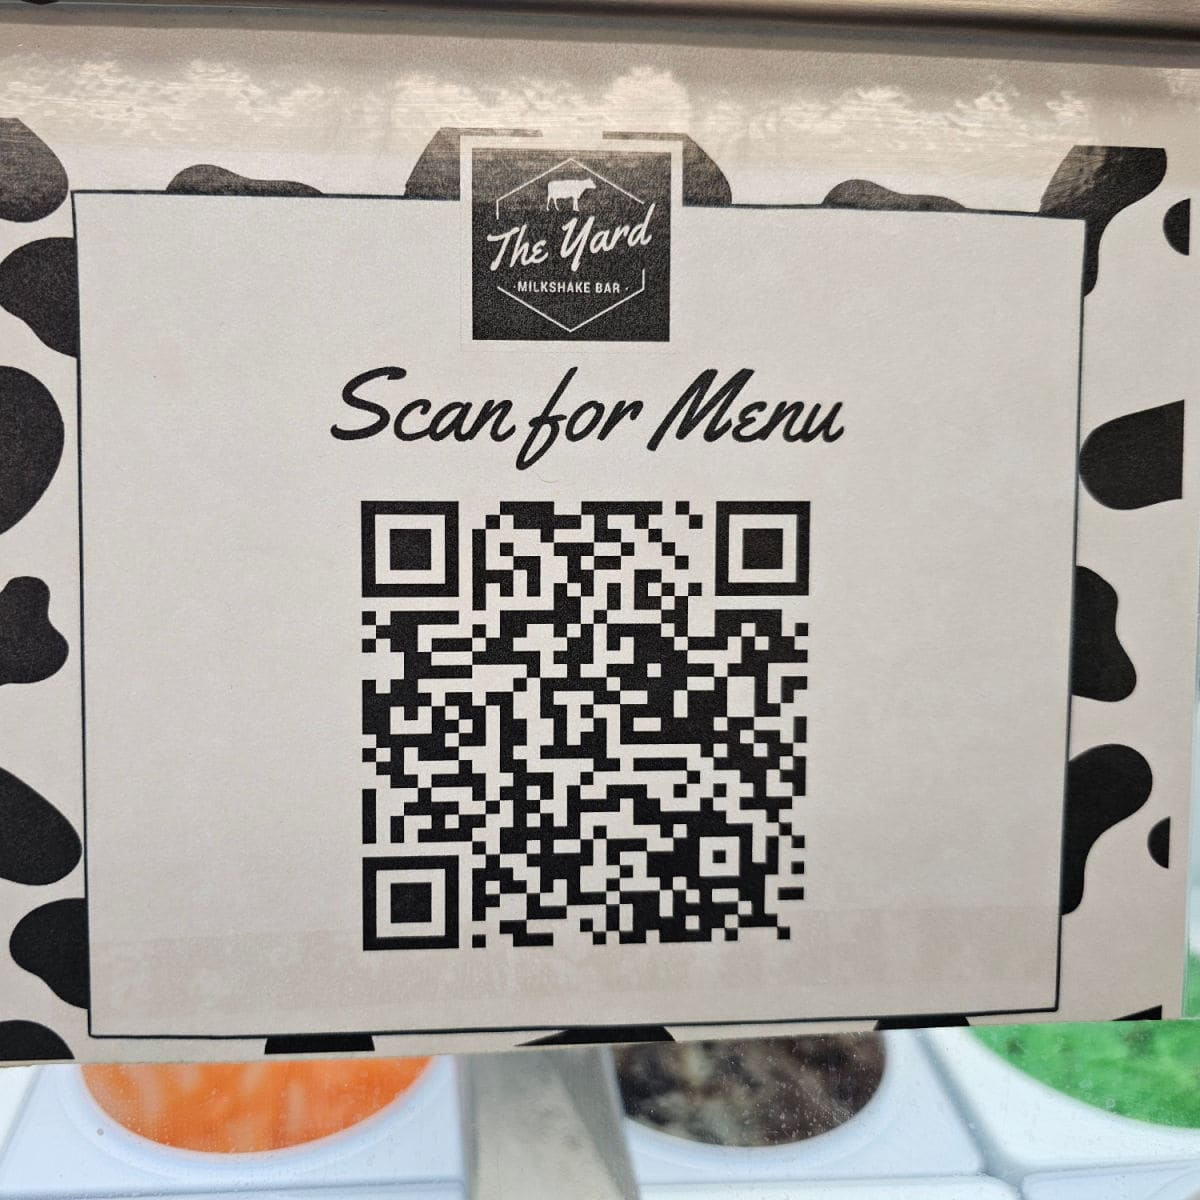 The Yard
·MILKSHAKE BAR·
Scan for Menu